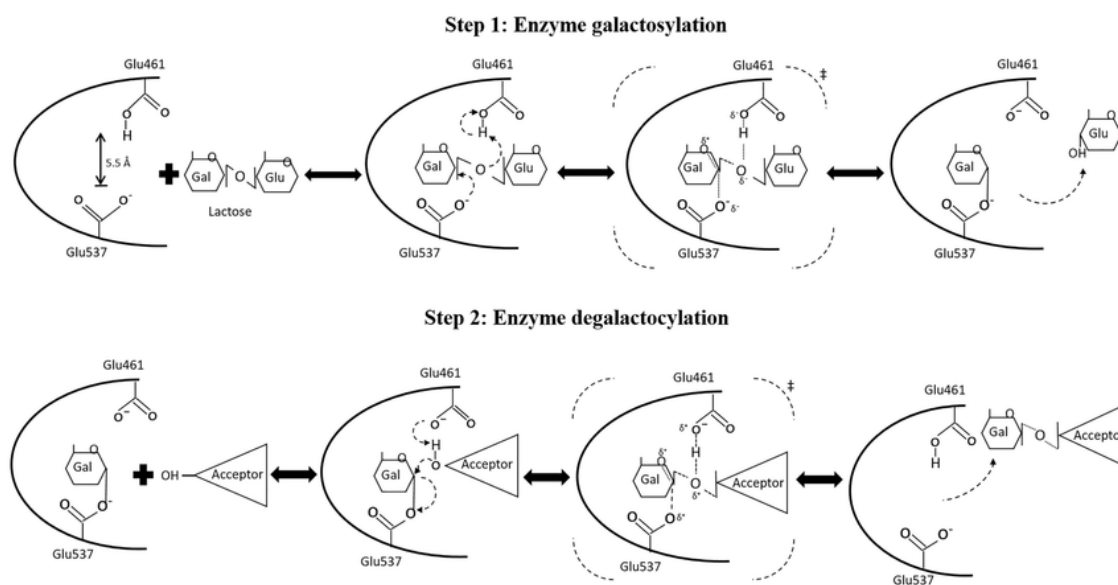 Step 1: Enzyme galactosylation
Glu461
Glu461
Glu461
‡
Glu461
O
O
H
5.5 Å
O
O⁻
Glu537
+
O
Gal
O
O
Glu
Lactose
O
O
H
O
Gal
O
O
Glu
O
O⁻
Glu537
δ⁻
O
O
H
δ⁺
O
Gal
O
δ⁻
O
Glu
O
O⁻
δ⁻
Glu537
O⁻
O
O
Gal
O
O⁻
Glu537
O
Glu
OH
Step 2: Enzyme degalactocylation
Glu461
Glu461
Glu461
‡
Glu461
O⁻
O
O
Gal
O
O⁻
Glu537
+
OH
Acceptor
O⁻
O
H
O
O
Gal
Acceptor
O
O
Glu537
δ⁺
O⁻
O
H
δ⁺
O
Gal
O
δ⁺
Acceptor
O
O
δ⁺
Glu537
O
O
H
O
Gal
O
Acceptor
O
O⁻
Glu537